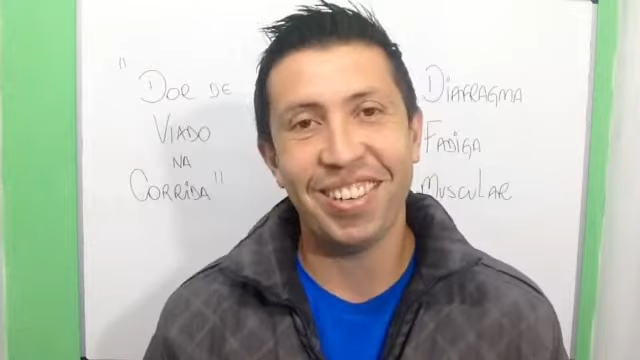 "DOR DE
VIADO
NA
CORRIDA"
DIAFRAGMA
FADIGA
MUSCULAR